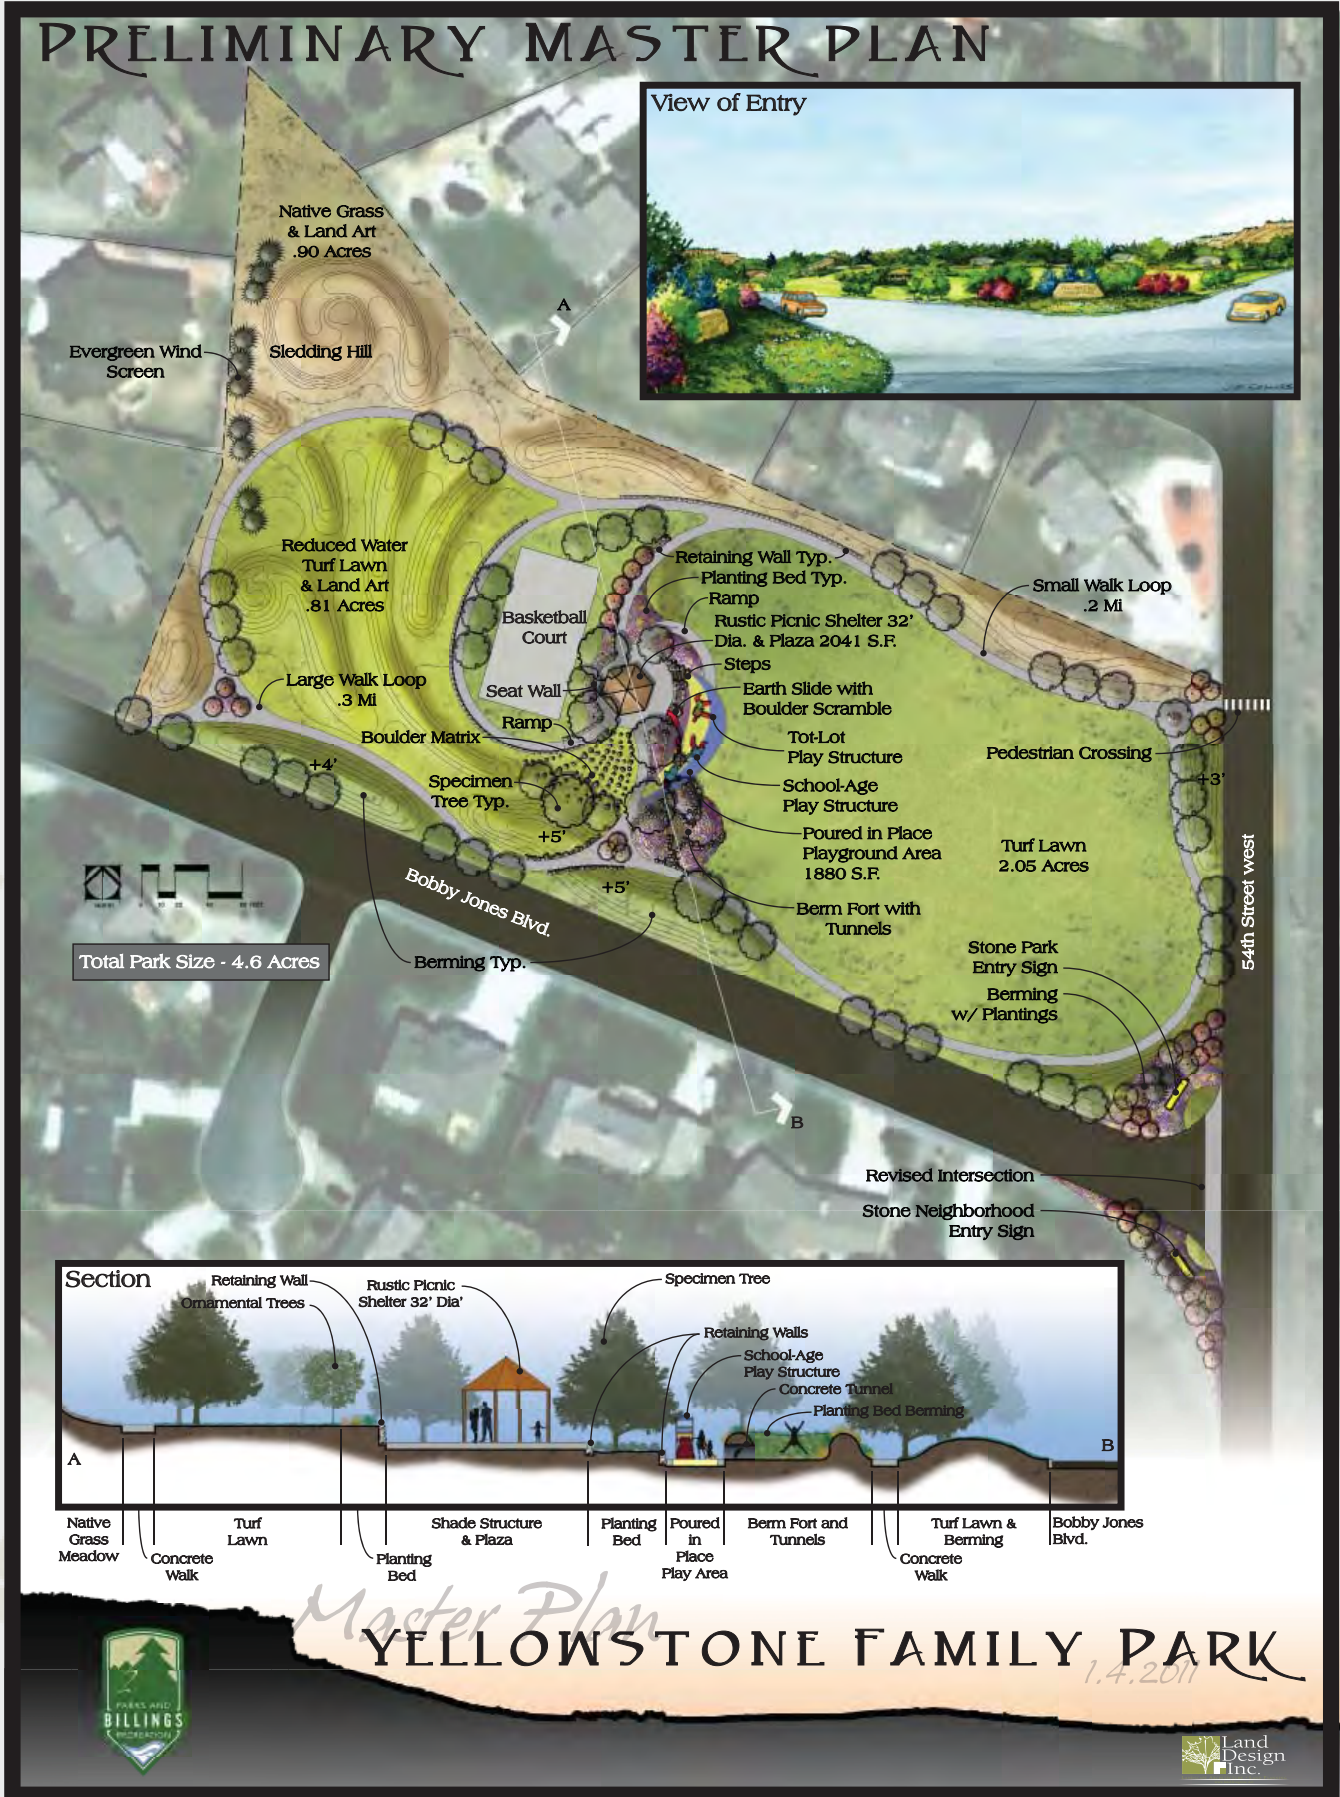 PRELIMINARY MASTER PLAN
View of Entry
Native Grass
& Land Art
.90 Acres
A
Evergreen Wind
Screen
Sledding Hill
Reduced Water
Turf Lawn
& Land Art
.81 Acres
Basketball
Court
Retaining Wall Typ.
Planting Bed Typ.
Ramp
Rustic Picnic Shelter 32'
Dia. & Plaza 2041 S.F.
Small Walk Loop
.2 Mi
Steps
Seat Wall
Large Walk Loop
.3 Mi
Earth Slide with
Boulder Scramble
Ramp
Boulder Matrix
Tot-Lot
Play Structure
Pedestrian Crossing
+4'
+3'
Specimen
Tree Typ.
School-Age
Play Structure
+5'
Poured in Place
Playground Area
1880 S.F.
Turf Lawn
2.05 Acres
+5'
Bobby Jones Blvd.
54th Street west
Berm Fort with
Tunnels
Total Park Size - 4.6 Acres
Berming Typ.
Stone Park
Entry Sign
Berming
w/ Plantings
B
Revised Intersection
Stone Neighborhood
Entry Sign
Section
Retaining Wall
Ornamental Trees
Rustic Picnic
Shelter 32' Dia'
Specimen Tree
Retaining Walls
School-Age
Play Structure
Concrete Tunnel
Planting Bed Berming
A
B
Native
Grass
Meadow
Concrete
Walk
Turf
Lawn
Planting
Bed
Shade Structure
& Plaza
Planting
Bed
Poured
in
Place
Play Area
Berm Fort and
Tunnels
Concrete
Walk
Turf Lawn &
Berming
Bobby Jones
Blvd.
Master Plan
YELLOWSTONE FAMILY PARK
1.4.2011
PARKS AND
BILLINGS
RECREATION
Land
Design
Inc.